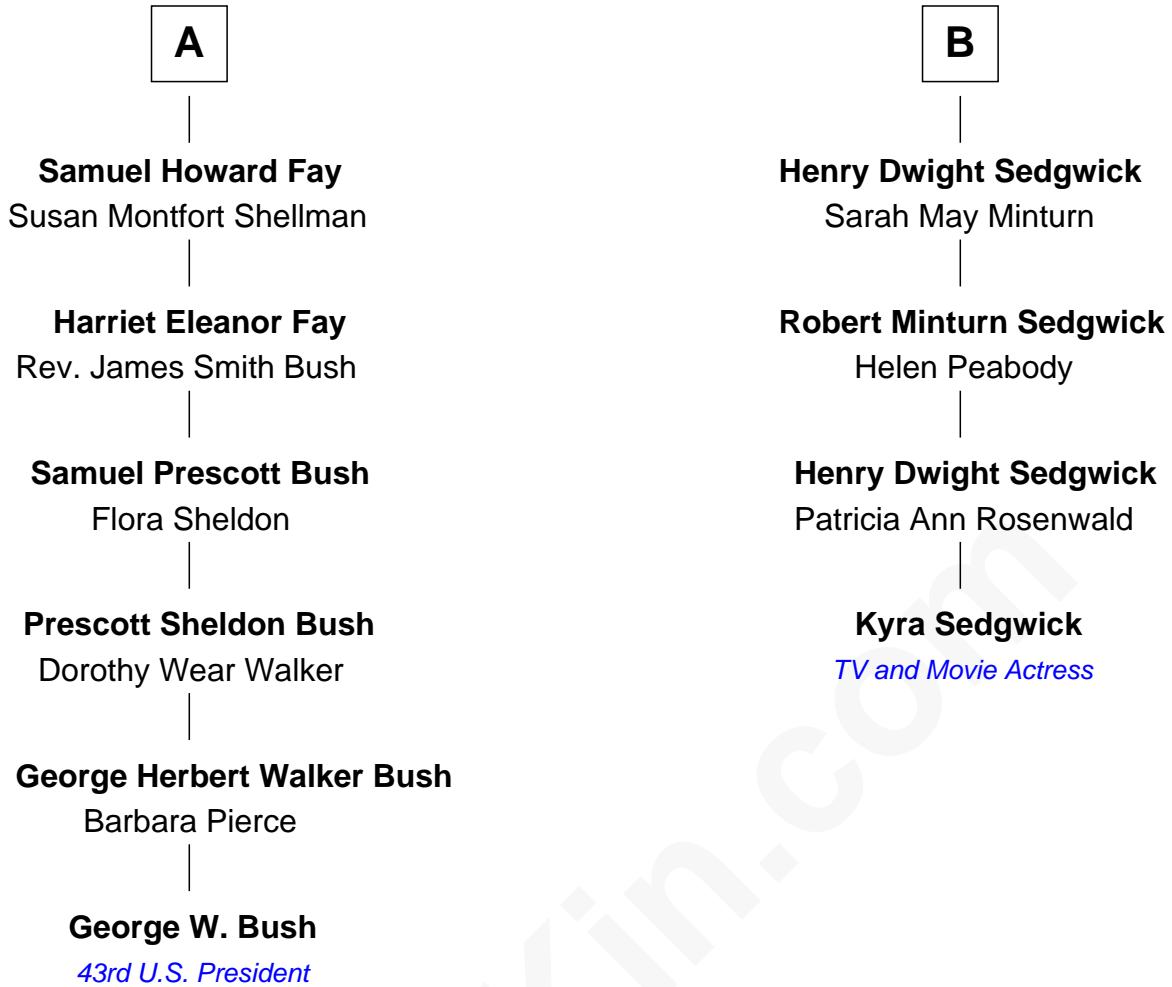 A
Samuel Howard Fay
Susan Montfort Shellman
Harriet Eleanor Fay
Rev. James Smith Bush
Samuel Prescott Bush
Flora Sheldon
Prescott Sheldon Bush
Dorothy Wear Walker
George Herbert Walker Bush
Barbara Pierce
George W. Bush
43rd U.S. President
B
Henry Dwight Sedgwick
Sarah May Minturn
Robert Minturn Sedgwick
Helen Peabody
Henry Dwight Sedgwick
Patricia Ann Rosenwald
Kyra Sedgwick
TV and Movie Actress
Kin.com